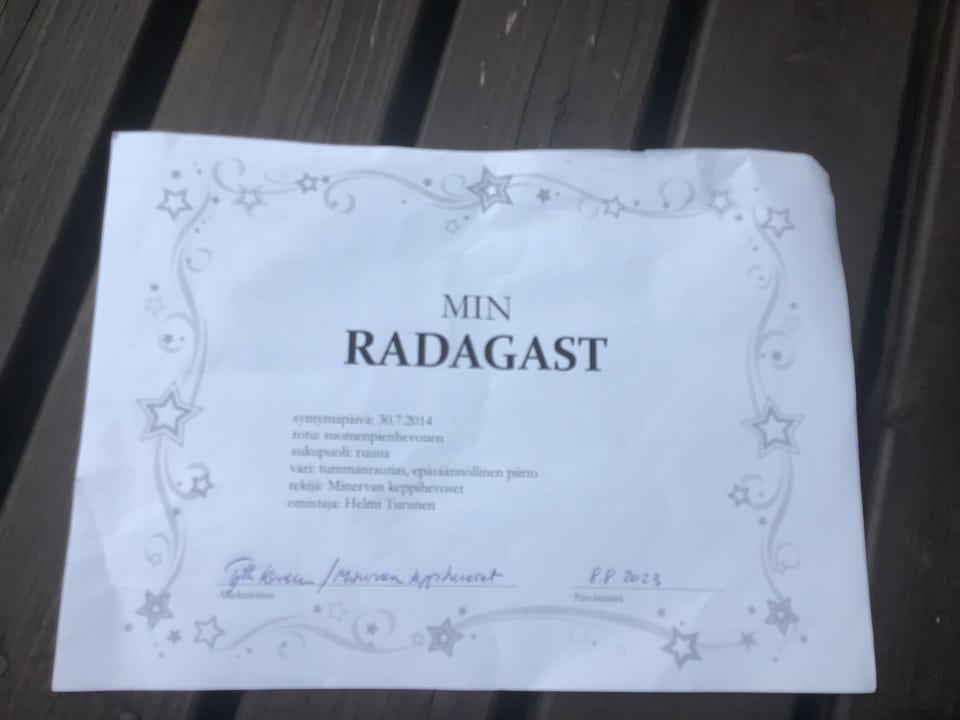 MIN
RADAGAST
syntymäpäivä: 30.7.2014
rotu: suomenpienhevonen
sukupuoli: ruuna
väri: tummanrautias, epäsäännöllinen piirto
tekijä: Minervan keppihevoset
omistaja: Helmi Turunen
/Minervan keppihevoset 8.8 2023
Allekirjoitus Päivämäärä